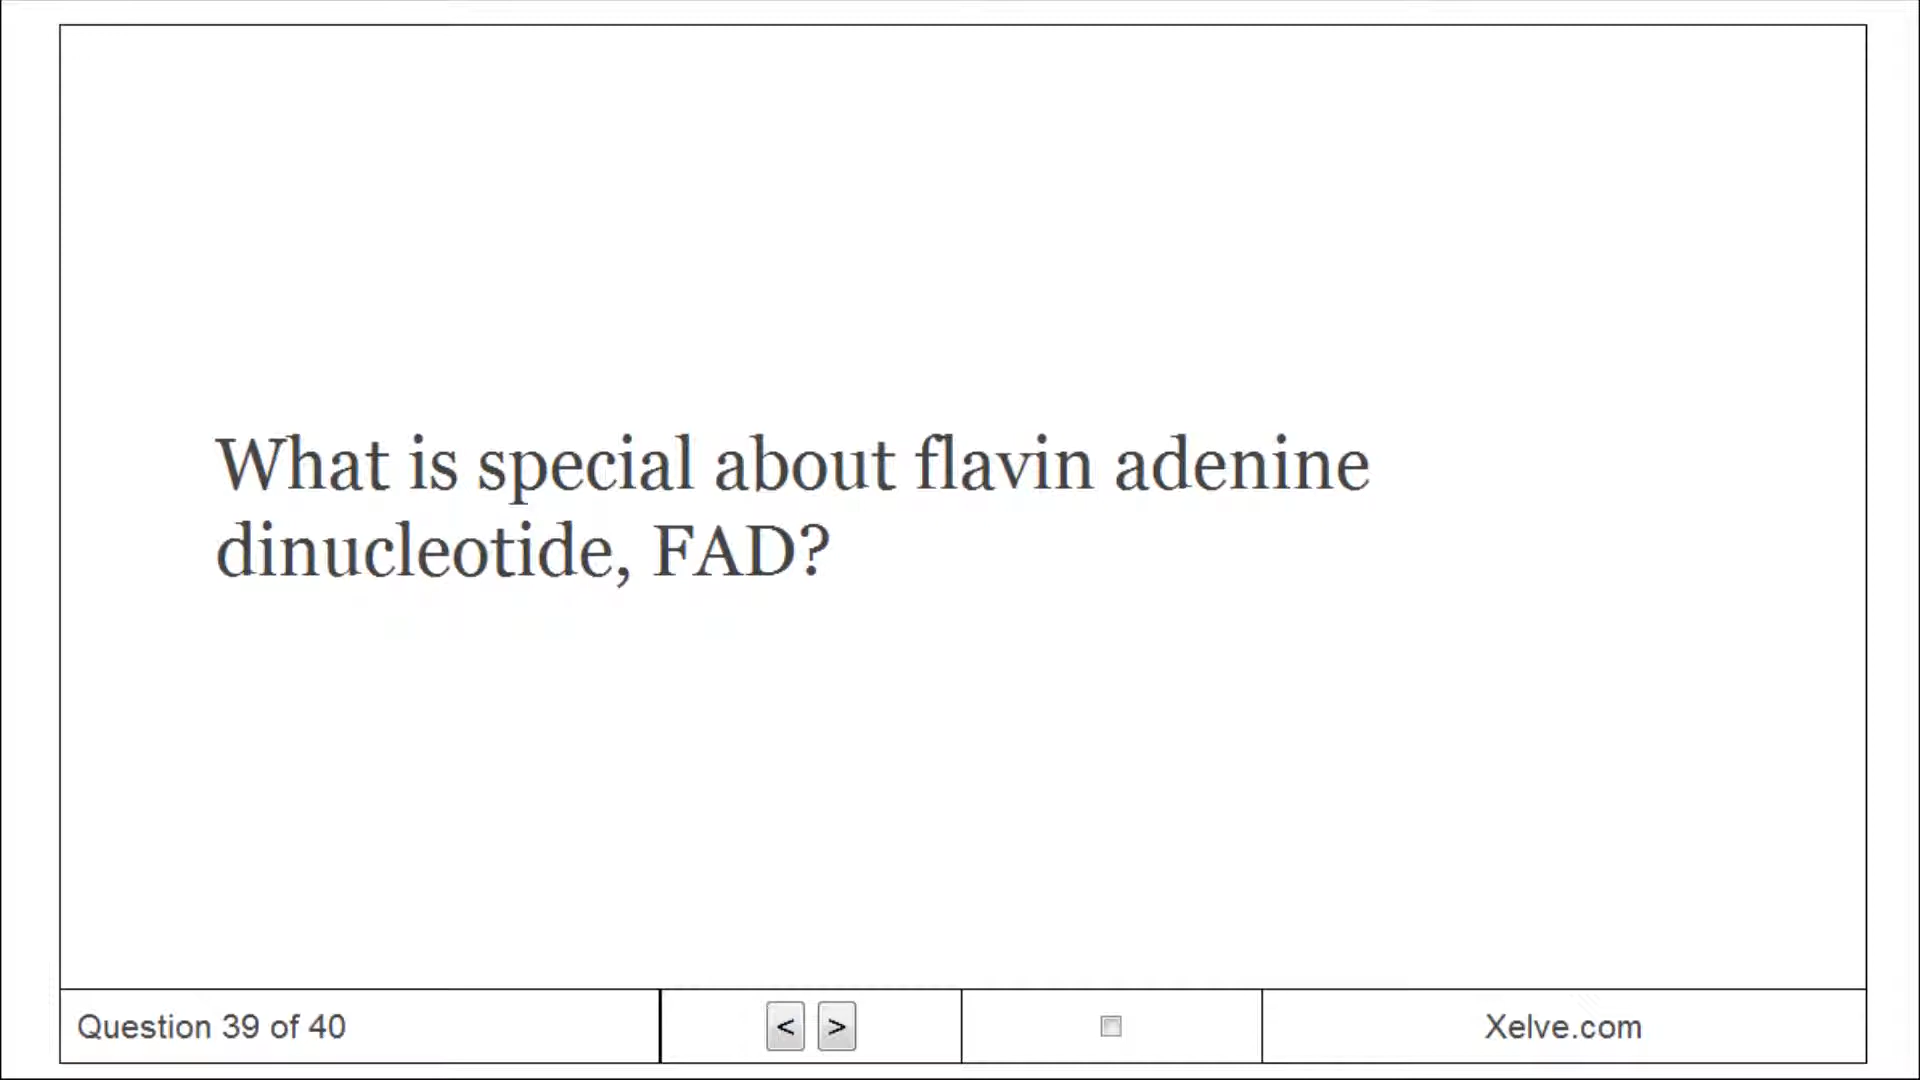 What is special about flavin adenine
dinucleotide, FAD?
Question 39 of 40
<
>
Xelve.com